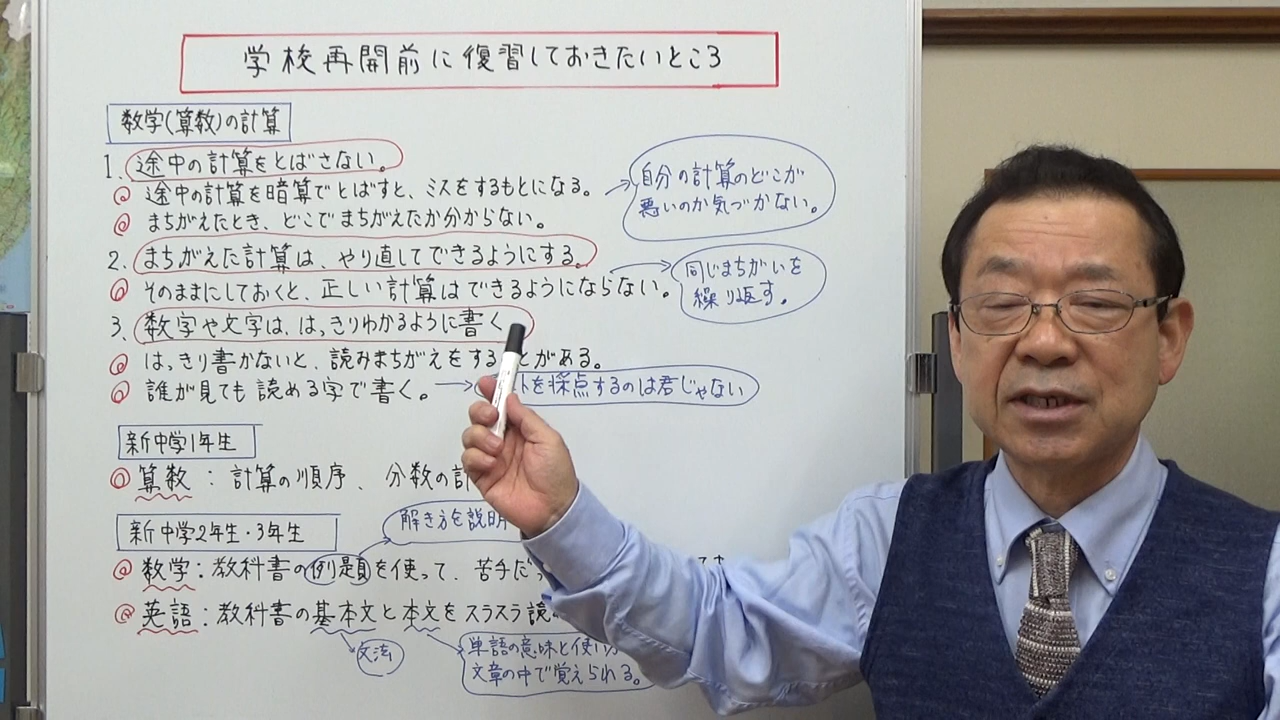 学校再開前に復習しておきたいところ
数学(算数)の計算
1. 途中の計算をとばさない。
途中の計算を暗算でとばすと、ミスをするもとになる。
まちがえたとき、どこでまちがえたか分からない。
自分の計算のどこが
悪いのか気づかない。
2. まちがえた計算は、やり直してできるようにする。
そのままにしておくと、正しい計算はできるようにならない。
同じまちがいを
繰り返す。
3. 数字や文字は、はっきりわかるように書く
はっきり書かないと、読みまちがえをする とがある。
誰が見ても読める字で書く。
トを採点するのは君じゃない
新中学1年生
算数：計算の順序、分数の計
新中学2年生・3年生
解き方を説明
数学：教科書の例題を使って、苦手だっ
英語：教科書の基本文と本文をスラスラ読
文法
単語の意味と使い
文章の中で覚えられる。